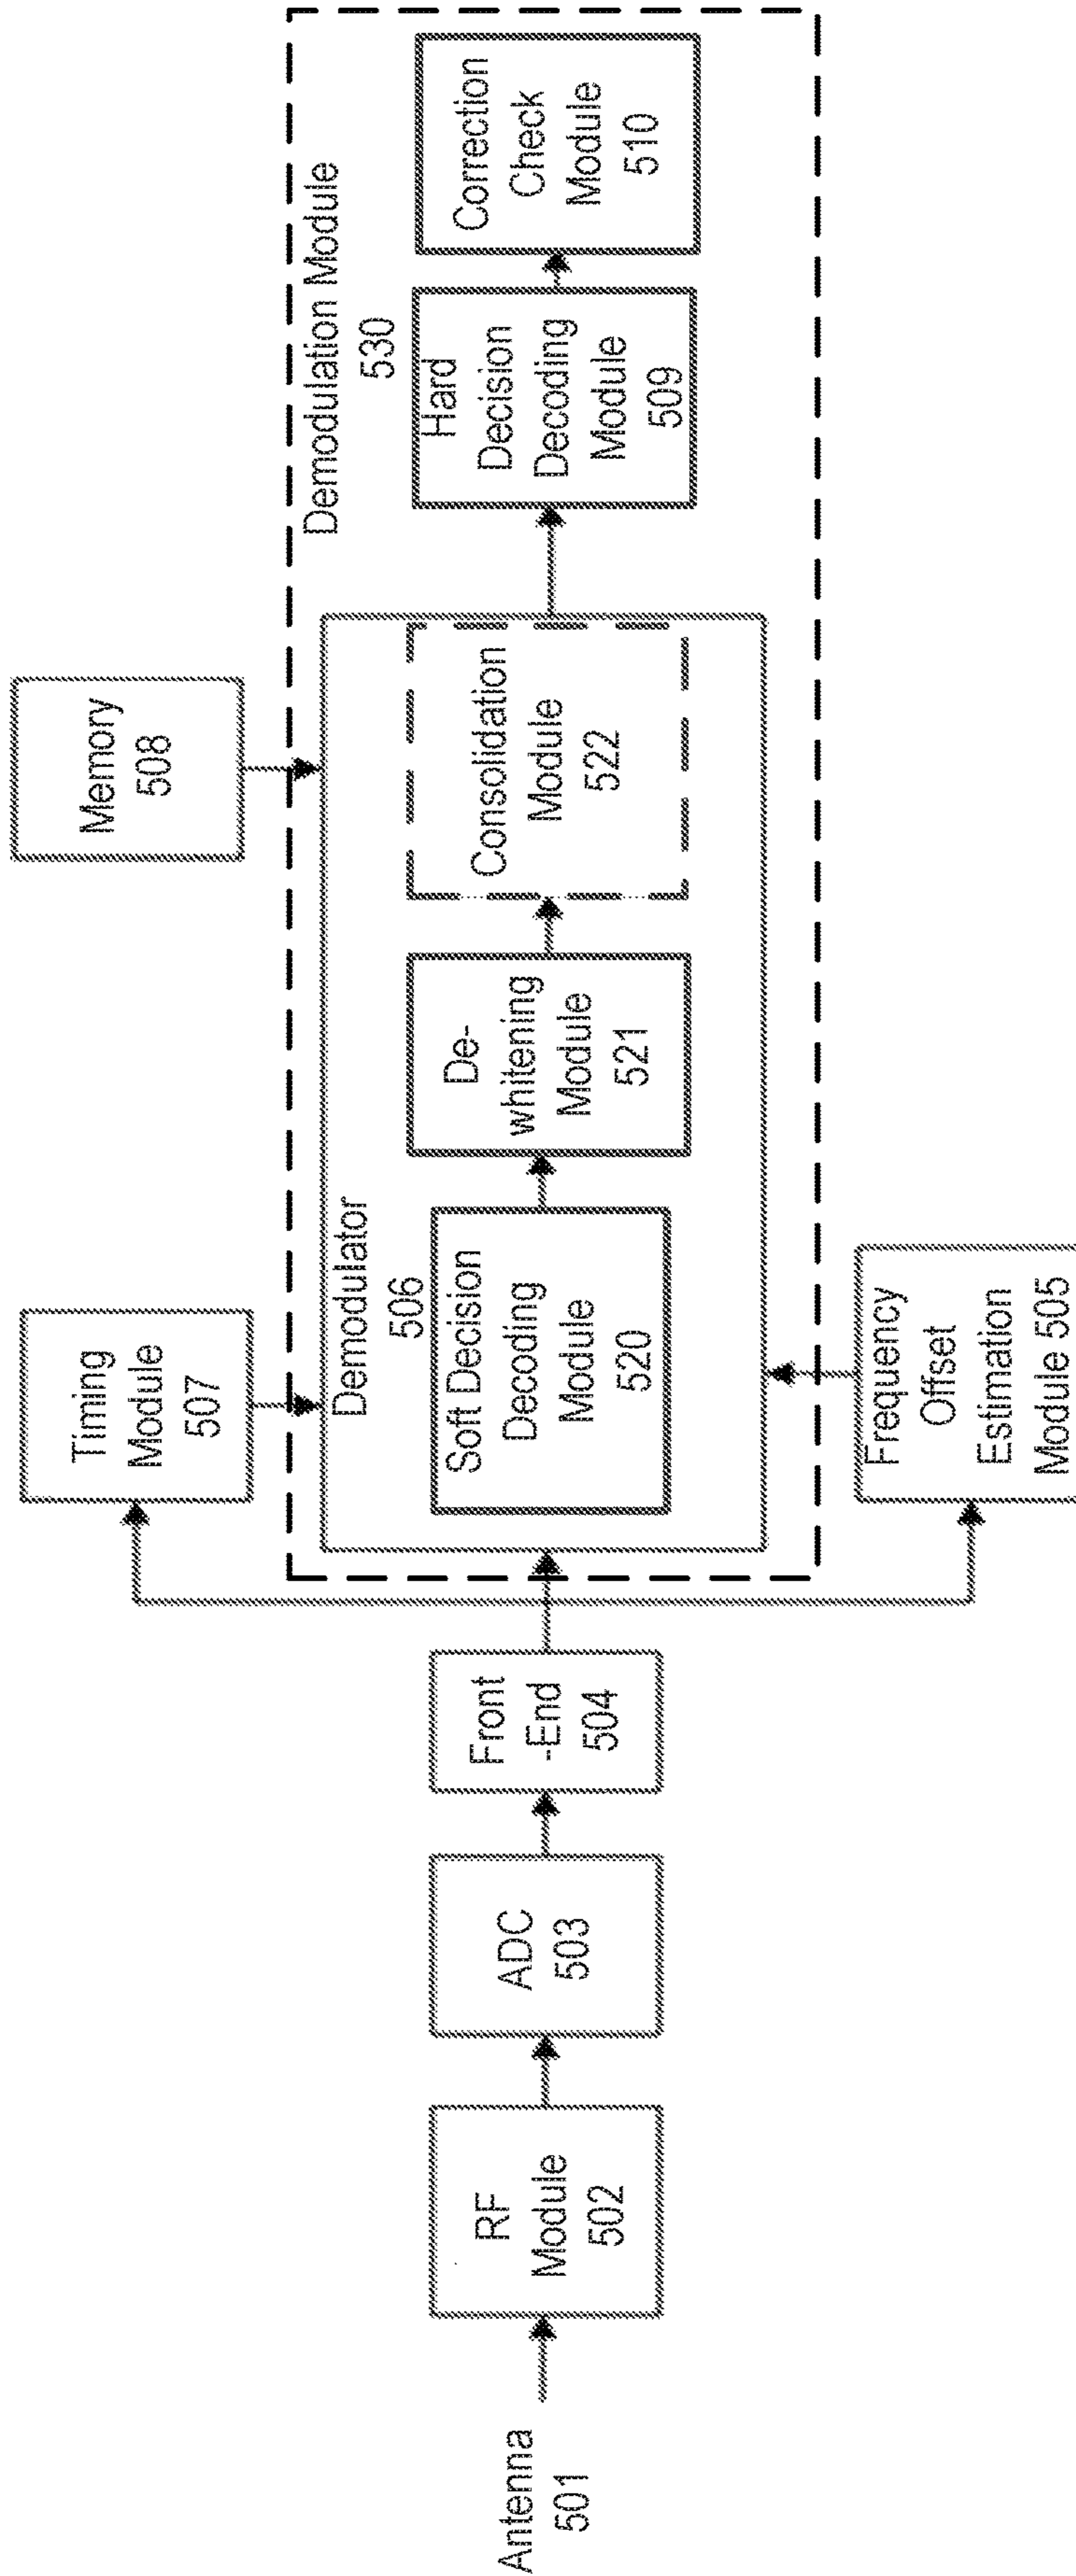 Antenna
501
RF
Module
502
ADC
503
Front
-End
504
Timing
Module
507
Frequency
Offset
Estimation
Module 505
Demodulator
506
Soft Decision
Decoding
Module
520
De-
whitening
Module
521
Consolidation
Module
522
Memory
508
Demodulation Module
530
Hard
Decision
Decoding
Module
509
Correction
Check
Module
510